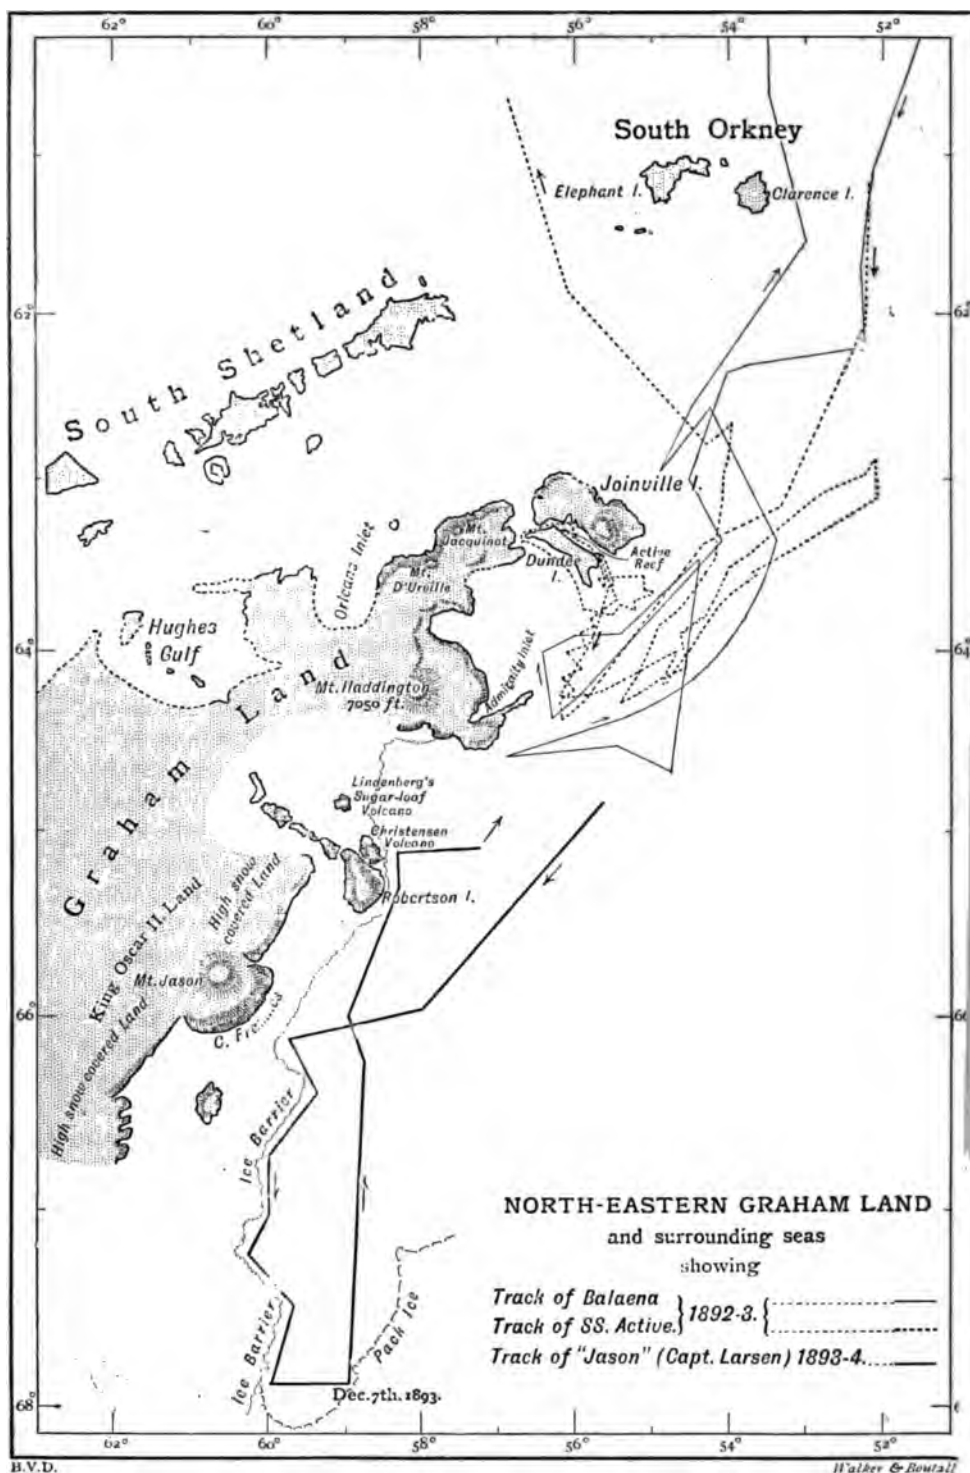 62° 60° 58° 56° 54° 52°
South Orkney
Elephant I.
Clarence I.
62°
South Shetland
Joinville I.
Mt. Jacquinot
Active Reef
Dundee I.
Mt. D'Urville
Orleans Inlet
Hughes Gulf
64°
Admiralty Inlet
Mt. Haddington
7050 ft.
Graham Land
Lindenberg's
Sugar-loaf
Volcano
Christensen
Volcano
Robertson I.
High snow
covered Land
King Oscar II. Land
Mt. Jason
High snow covered Land
66°
C.
Ice Barrier
Ice Barrier
Pack Ice
Dec. 7th. 1893.
68°
NORTH-EASTERN GRAHAM LAND
and surrounding seas
showing
Track of Balaena
Track of SS. Active. } 1892-3.
Track of "Jason" (Capt. Larsen) 1893-4.
62° 60° 58° 56° 54° 52°
B.V.D.
Walker & Boutall